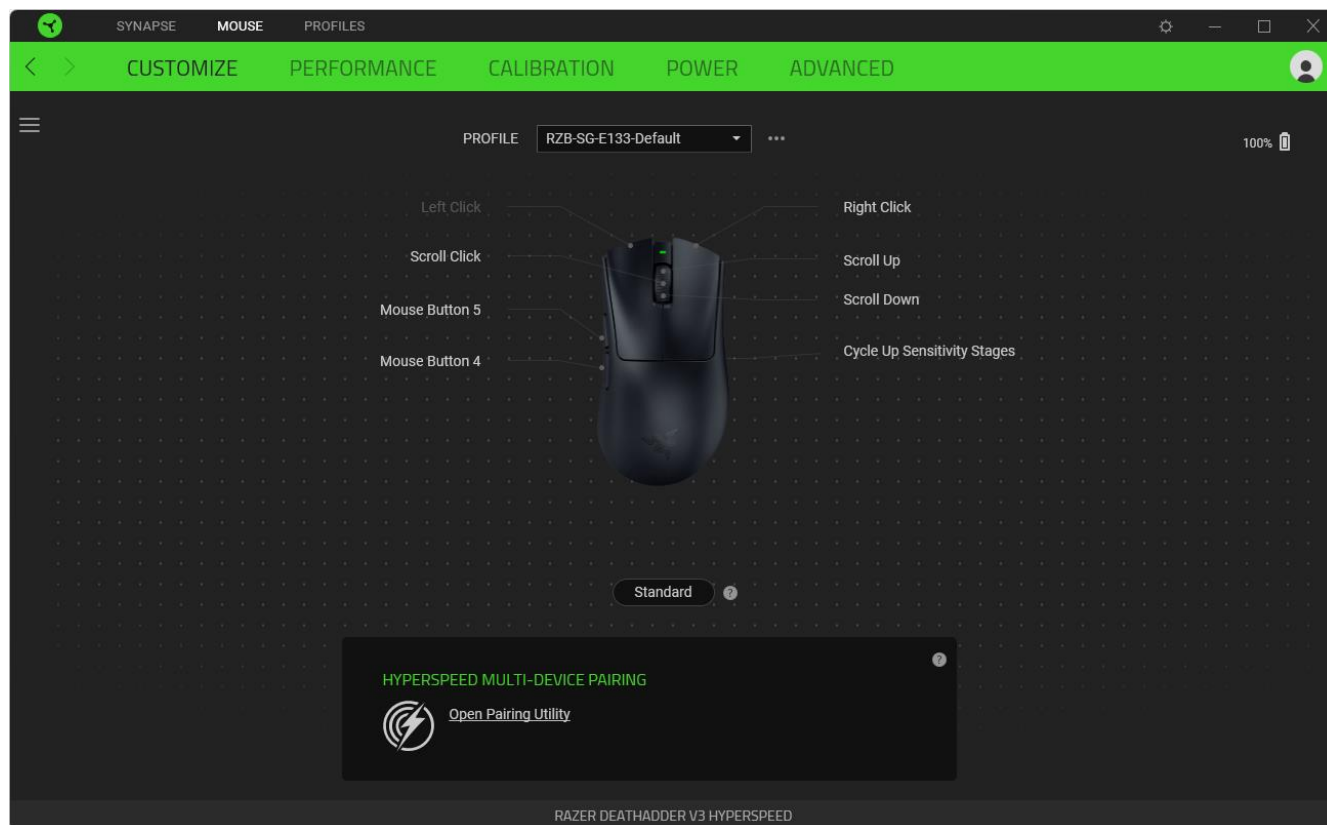 SYNAPSE MOUSE PROFILES
CUSTOMIZE PERFORMANCE CALIBRATION POWER ADVANCED
PROFILE RZB-SG-E133-Default
100%
Left Click Right Click
Scroll Click Scroll Up
Scroll Down
Mouse Button 5
Cycle Up Sensitivity Stages
Mouse Button 4
Standard ?
?
HYPERSPEED MULTI-DEVICE PAIRING
Open Pairing Utility
RAZER DEATHADDER V3 HYPERSPEED